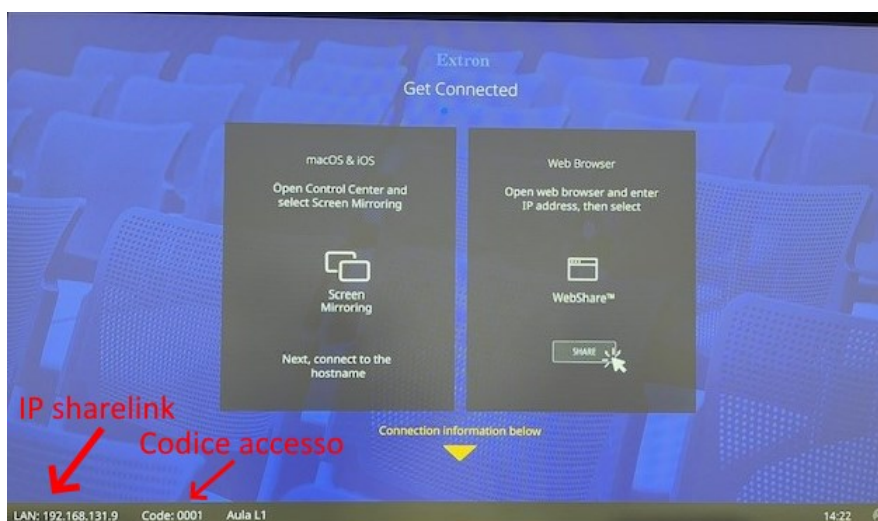 Extron
Get Connected
macOS & iOS
Open Control Center and
select Screen Mirroring
Screen
Mirroring
Next, connect to the
hostname
Web Browser
Open web browser and enter
IP address, then select
WebShare™
SHARE
Connection information below
IP sharelink
Codice accesso
LAN: 192.168.131.9 Code: 0001 Aula L1 14:22